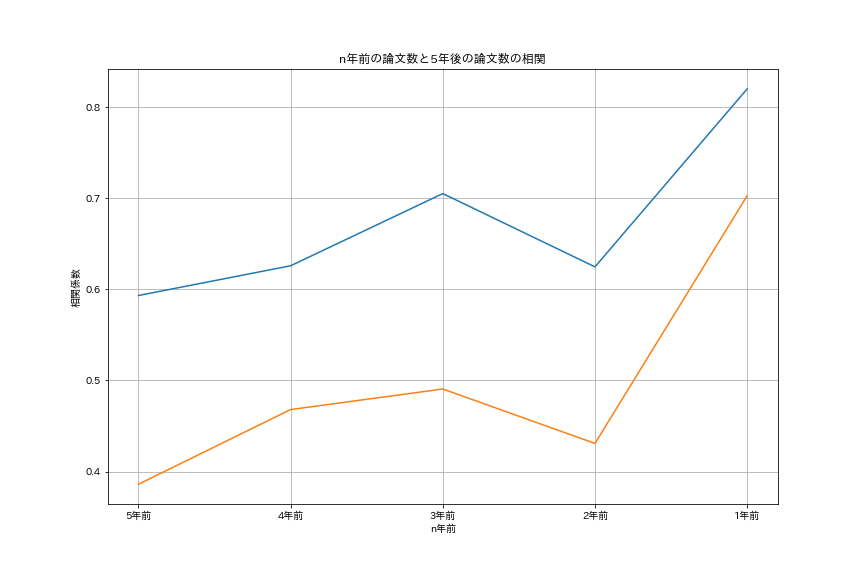 n年前の論文数と5年後の論文数の相関
0.8
0.7
0.6
0.5
0.4
相関係数
5年前 4年前 3年前 2年前 1年前
n年前